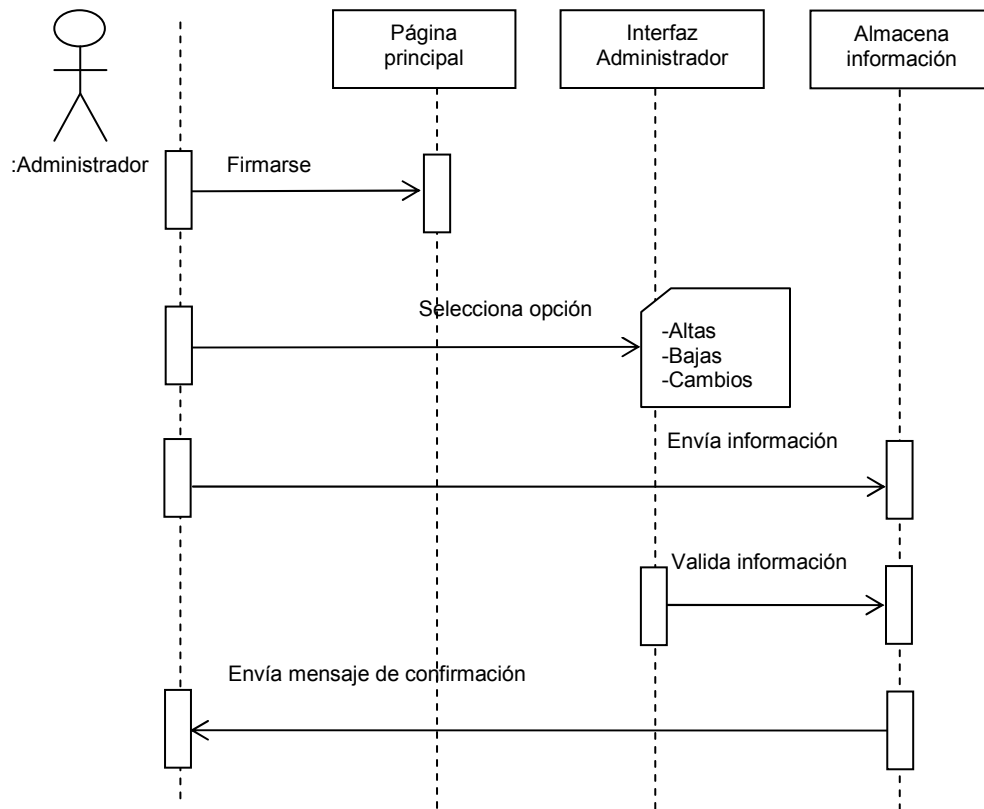 Página
principal
Interfaz
Administrador
Almacena
información
:Administrador
Firmarse
Selecciona opción
-Altas
-Bajas
-Cambios
Envía información
Valida información
Envía mensaje de confirmación